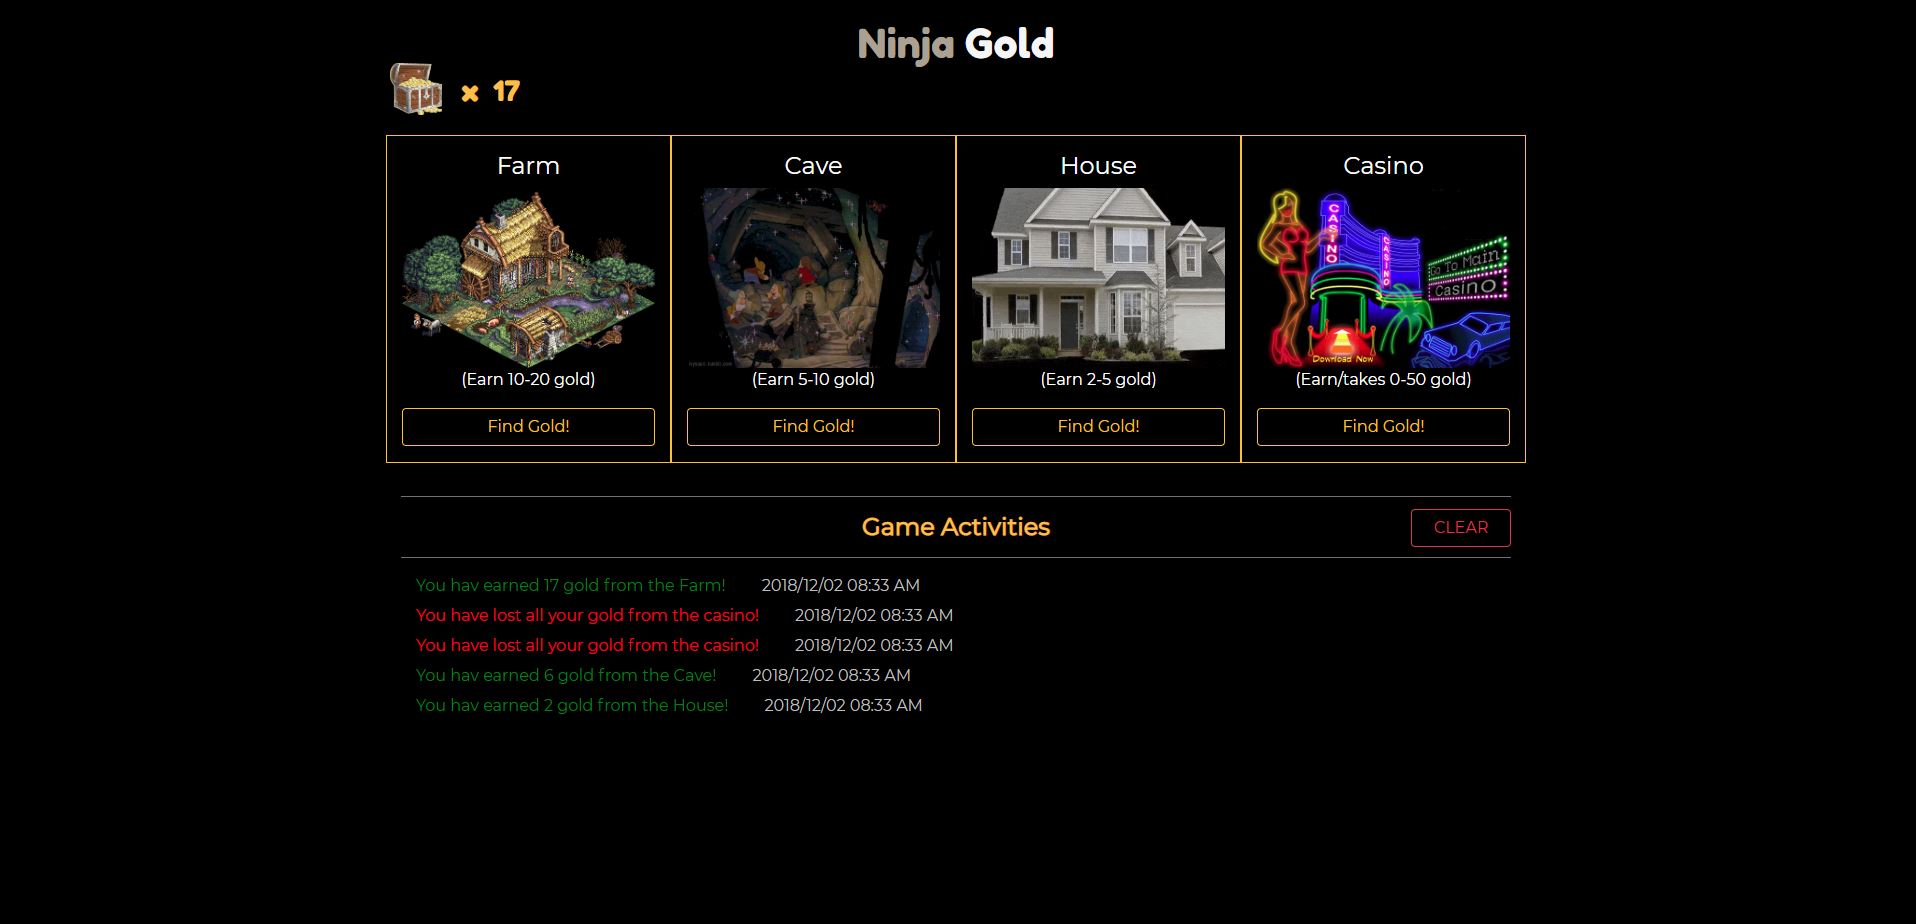 Ninja Gold
× 17
Farm
Cave
House
Casino
CASINO
CASINO
Go To Main
Casino
Download Now
(Earn 10-20 gold)
(Earn 5-10 gold)
(Earn 2-5 gold)
(Earn/takes 0-50 gold)
Find Gold!
Find Gold!
Find Gold!
Find Gold!
Game Activities
CLEAR
You hav earned 17 gold from the Farm! 2018/12/02 08:33 AM
You have lost all your gold from the casino! 2018/12/02 08:33 AM
You have lost all your gold from the casino! 2018/12/02 08:33 AM
You hav earned 6 gold from the Cave! 2018/12/02 08:33 AM
You hav earned 2 gold from the House! 2018/12/02 08:33 AM